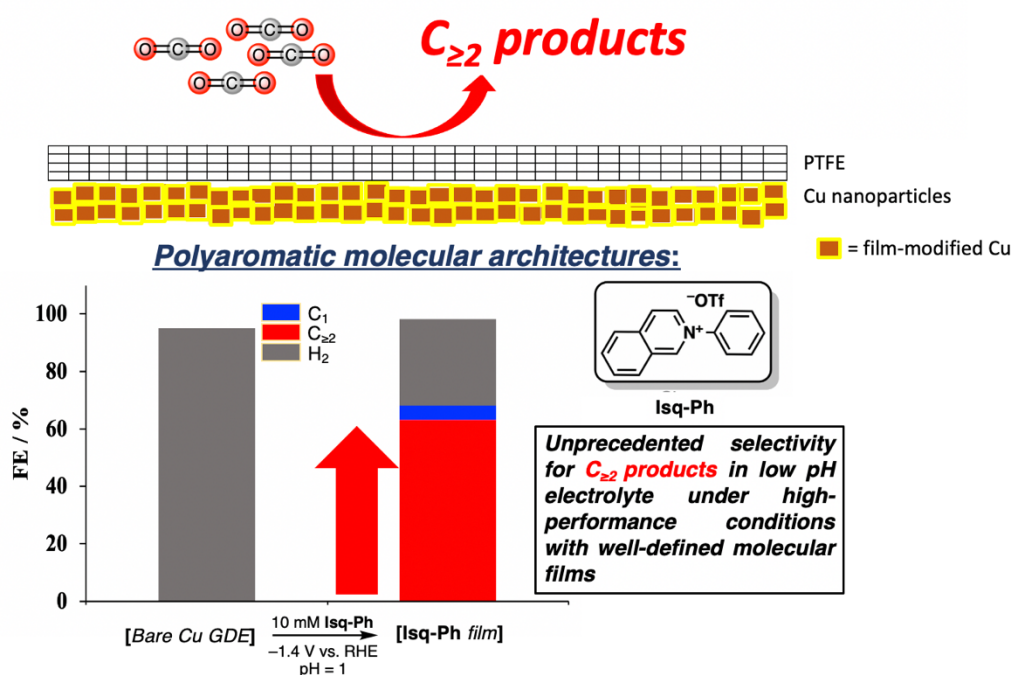 O=C=O
O=C=O
O=C=O
O=C=O
C≥2 products
PTFE
Cu nanoparticles
= film-modified Cu
Polyaromatic molecular architectures:
100
80
60
40
20
0
FE / %
C1
C≥2
H2
–OTf
N+
Isq-Ph
Unprecedented selectivity
for C≥2 products in low pH
electrolyte under high-
performance conditions
with well-defined molecular
films
[Bare Cu GDE]
10 mM Isq-Ph
–1.4 V vs. RHE
pH = 1
[Isq-Ph film]